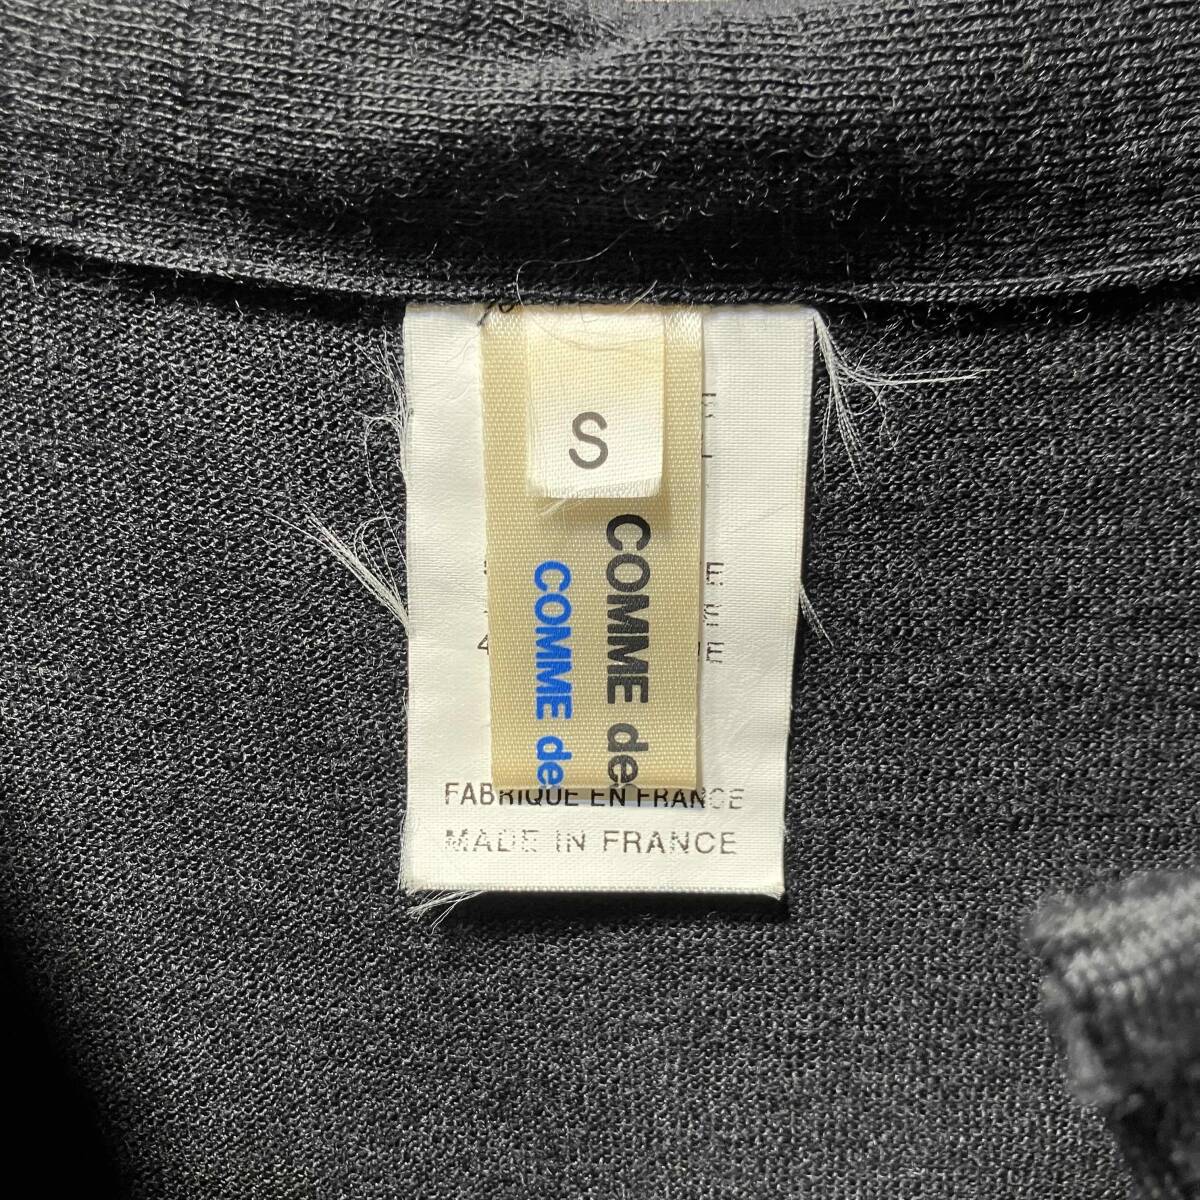 S
COMME de
COMME de
FABRIQUE EN FRANCE
MADE IN FRANCE